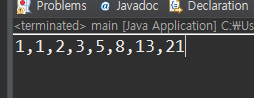 Problems @ Javadoc Declaration
<terminated> main [Java Application] C:₩Us
1,1,2,3,5,8,13,21